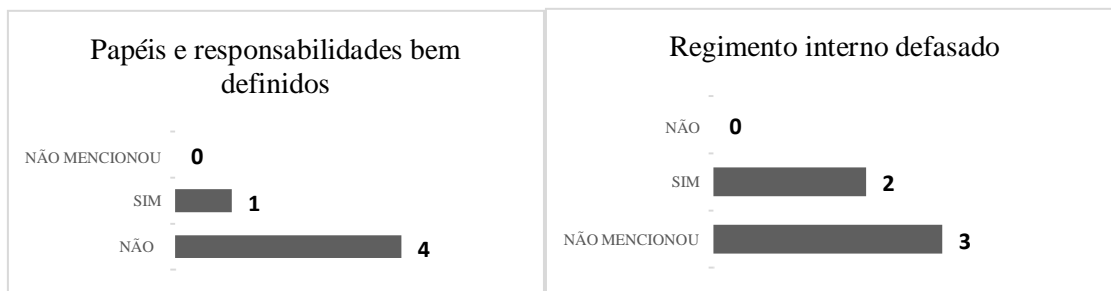 Papéis e responsabilidades bem
definidos
NÃO MENCIONOU 0
SIM 1
NÃO 4
Regimento interno defasado
NÃO 0
SIM 2
NÃO MENCIONOU 3